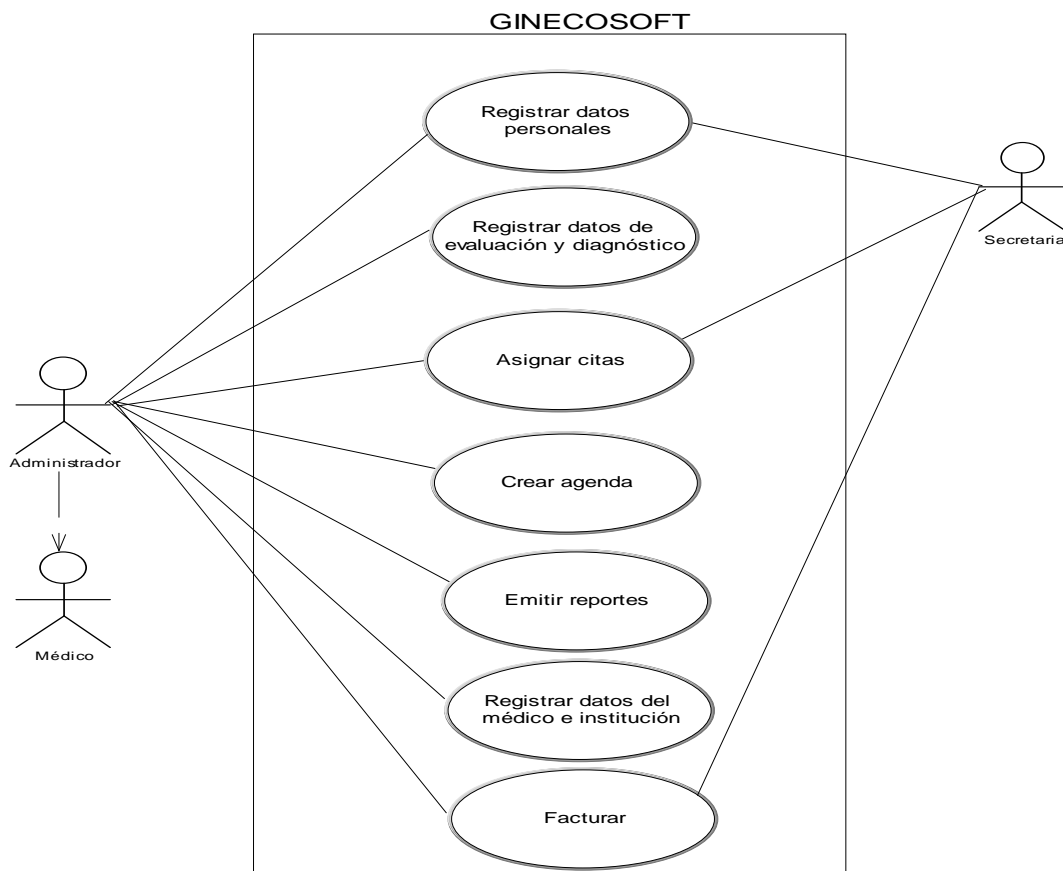 GINECOSOFT
Registrar datos
personales
Registrar datos de
evaluación y diagnóstico
Secretaria
Asignar citas
Administrador
Crear agenda
Emitir reportes
Médico
Registrar datos del
médico e institución
Facturar